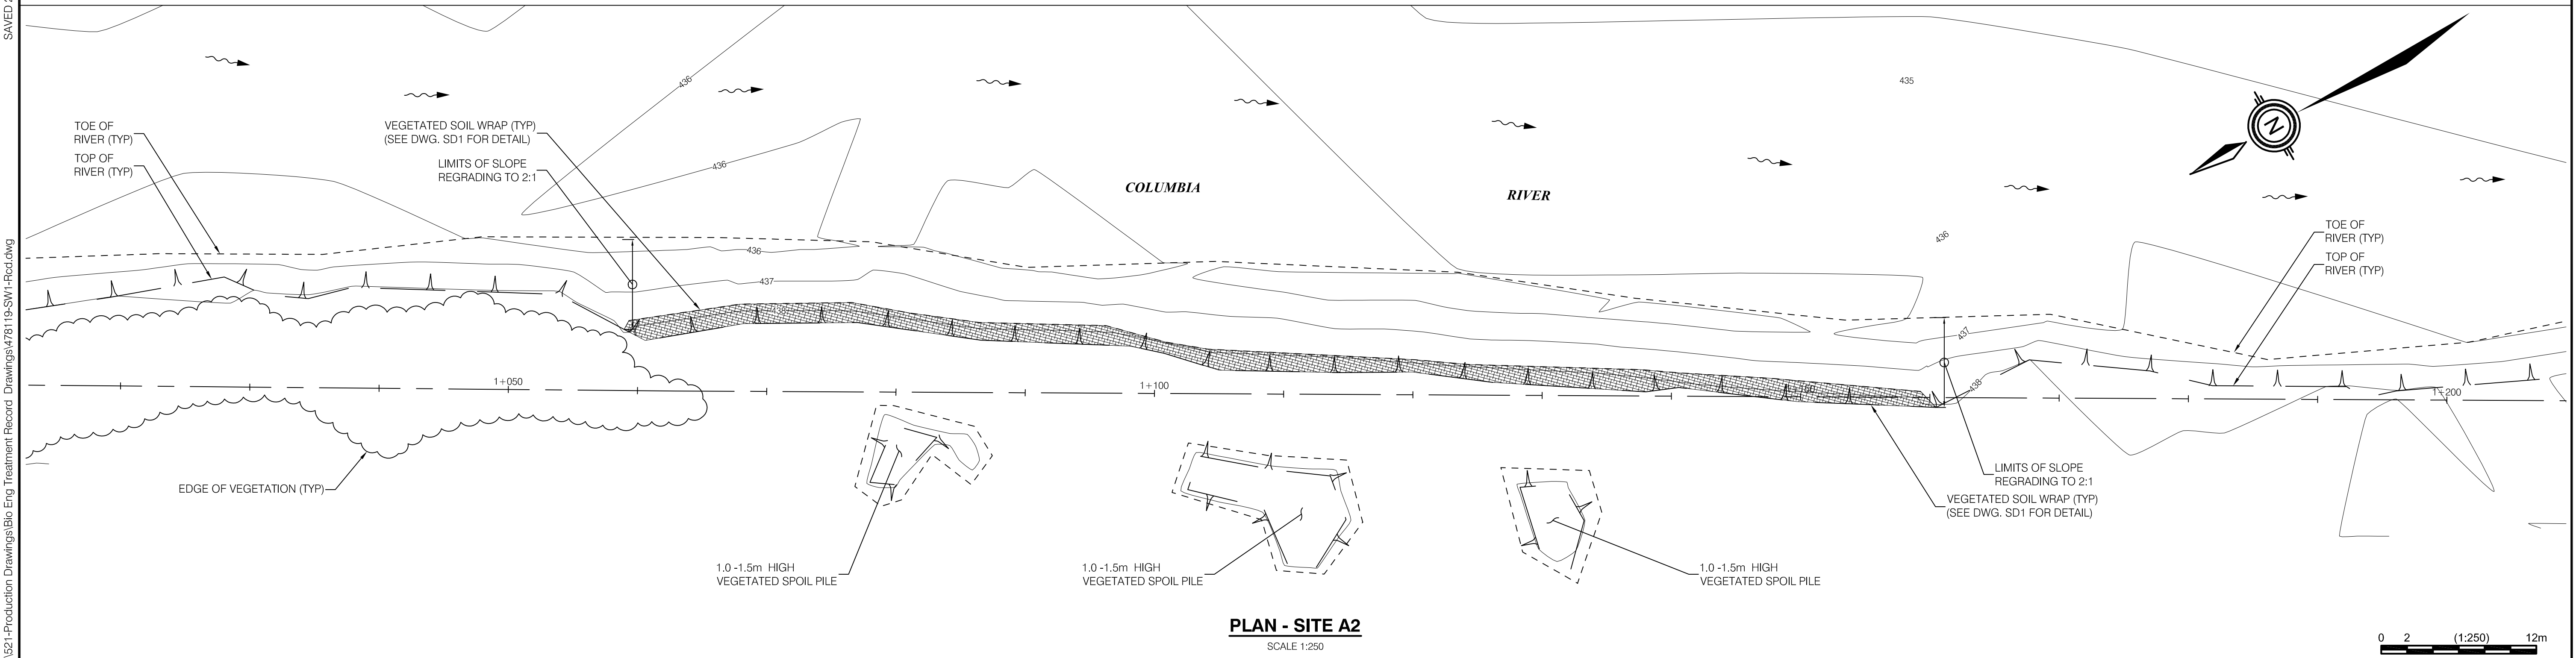 SAVED 2
\521-Production Drawings\Bio Eng Treatment Record Drawings\478119-SW1-Rcd.dwg
TOE OF
RIVER (TYP)
TOP OF
RIVER (TYP)
VEGETATED SOIL WRAP (TYP)
(SEE DWG. SD1 FOR DETAIL)
LIMITS OF SLOPE
REGRADING TO 2:1
436
436
COLUMBIA
RIVER
435
N
436
TOE OF
RIVER (TYP)
TOP OF
RIVER (TYP)
436
437
437
438
1+050
1+100
1+200
EDGE OF VEGETATION (TYP)
LIMITS OF SLOPE
REGRADING TO 2:1
VEGETATED SOIL WRAP (TYP)
(SEE DWG. SD1 FOR DETAIL)
1.0 -1.5m HIGH
VEGETATED SPOIL PILE
1.0 -1.5m HIGH
VEGETATED SPOIL PILE
1.0 -1.5m HIGH
VEGETATED SPOIL PILE
PLAN - SITE A2
SCALE 1:250
0 2 (1:250) 12m